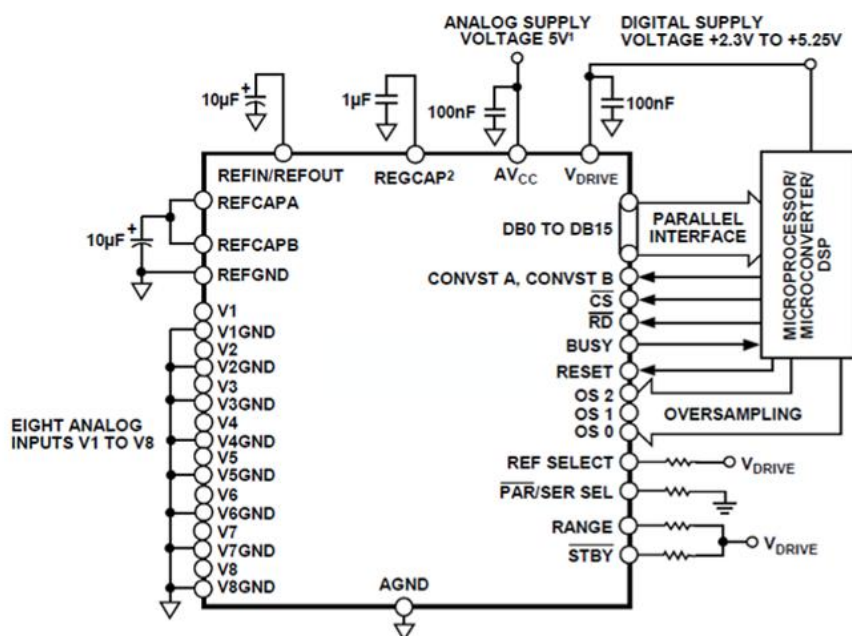 ANALOG SUPPLY
VOLTAGE 5V¹
DIGITAL SUPPLY
VOLTAGE +2.3V TO +5.25V
10µF
+
1µF
100nF
100nF
REFIN/REFOUT
REGCAP²
AVCC
VDRIVE
REFCAPA
REFCAPB
REFGND
10µF
+
DB0 TO DB15
PARALLEL
INTERFACE
MICROPROCESSOR/
MICROCONVERTER/
DSP
CONVST A, CONVST B
CS
RD
BUSY
RESET
OS 2
OS 1
OS 0
OVERSAMPLING
V1
V1GND
V2
V2GND
V3
V3GND
V4
V4GND
V5
V5GND
V6
V6GND
V7
V7GND
V8
V8GND
EIGHT ANALOG
INPUTS V1 TO V8
REF SELECT
VDRIVE
PAR/SER SEL
RANGE
STBY
VDRIVE
AGND